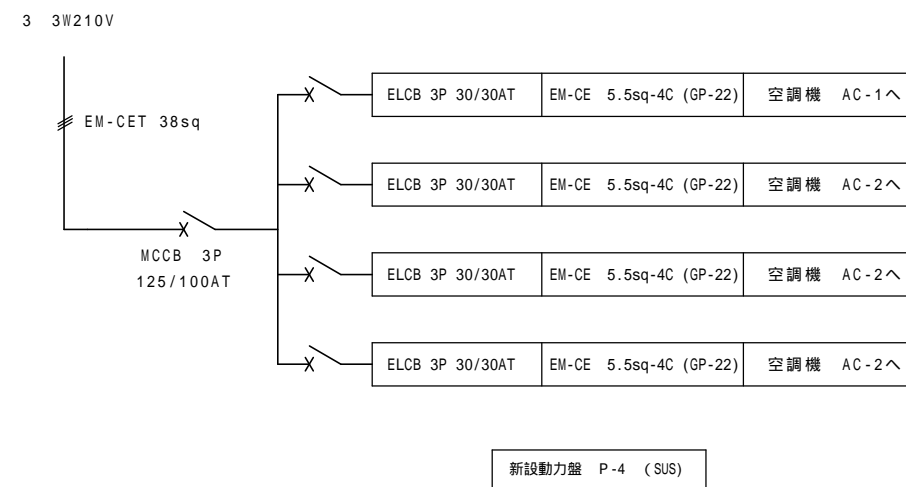 3 3W210V
ELCB 3P 30/30AT EM-CE 5.5sq-4C (GP-22) 空調機 AC-1へ
EM-CET 38sq
ELCB 3P 30/30AT EM-CE 5.5sq-4C (GP-22) 空調機 AC-2へ
MCCB 3P
125/100AT
ELCB 3P 30/30AT EM-CE 5.5sq-4C (GP-22) 空調機 AC-2へ
ELCB 3P 30/30AT EM-CE 5.5sq-4C (GP-22) 空調機 AC-2へ
新設動力盤 P-4 (SUS)